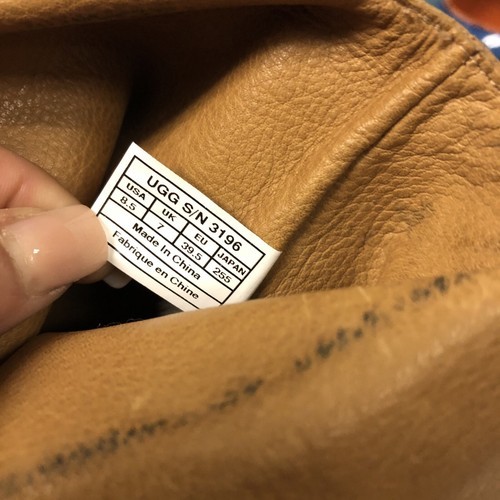 UGG S/N 3196
USA UK EU JAPAN
8.5 7 39.5 255
Made In China
Fabrique en Chine